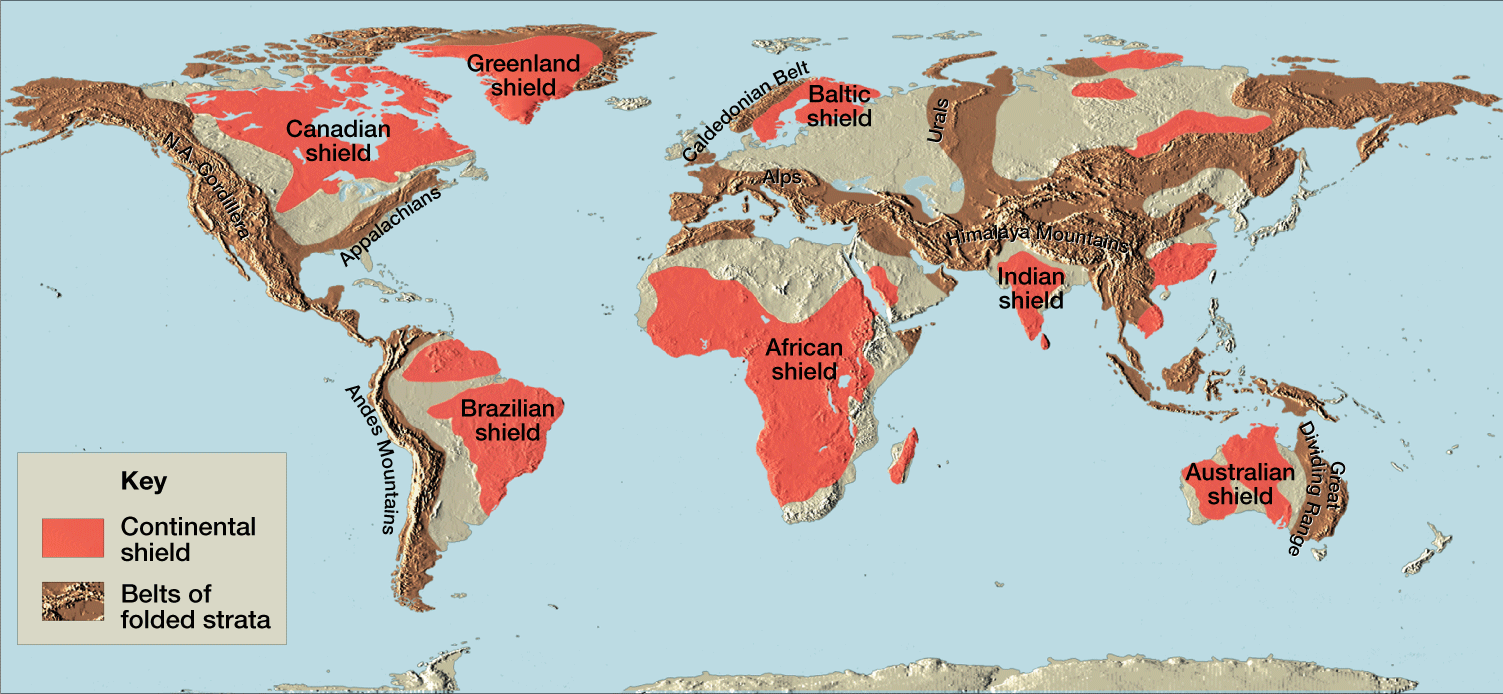 Greenland
shield
Canadian
shield
N.A. Cordillera
Appalachians
Caldedonian Belt
Baltic
shield
Urals
Alps
Himalaya Mountains
Indian
shield
African
shield
Brazilian
shield
Andes Mountains
Australian
shield
Great
Dividing Range
Key
Continental
shield
Belts of
folded strata